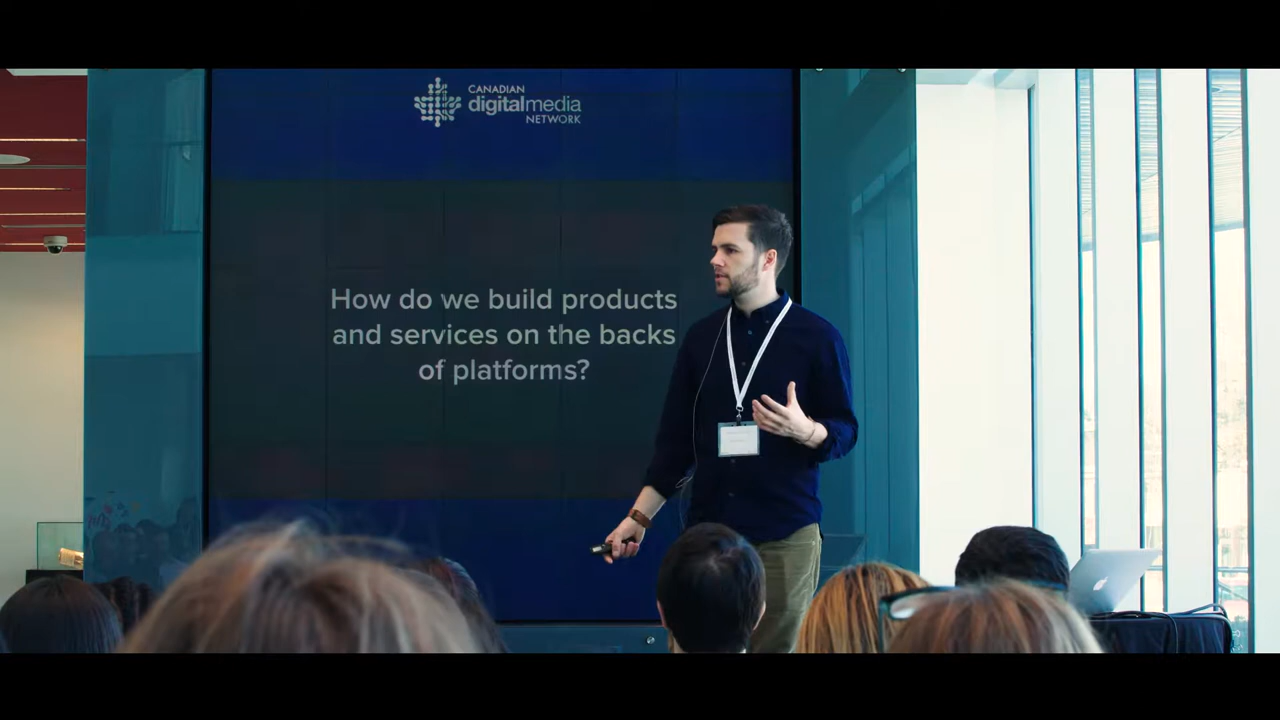 CANADIAN
digitalmedia
NETWORK
How do we build products
and services on the backs
of platforms?